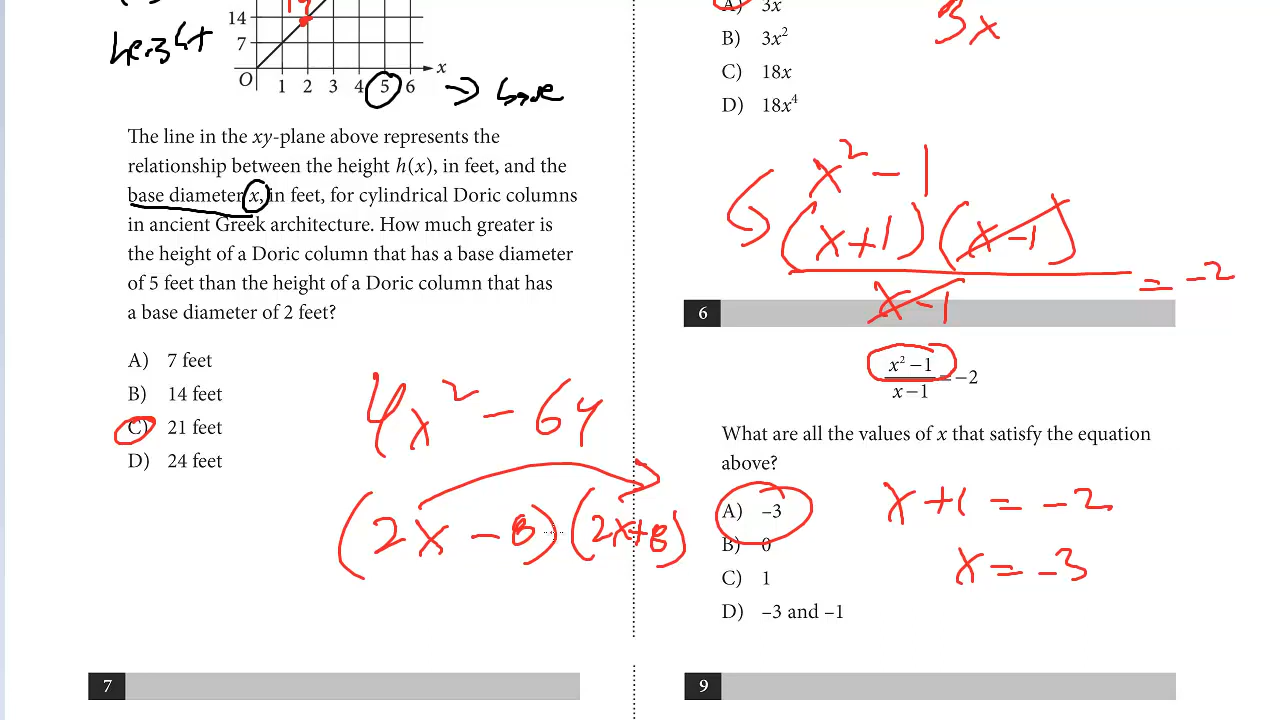 14
14
7
height
O 1 2 3 4 5 6 x
base
The line in the xy-plane above represents the
relationship between the height h(x), in feet, and the
base diameter x, in feet, for cylindrical Doric columns
in ancient Greek architecture. How much greater is
the height of a Doric column that has a base diameter
of 5 feet than the height of a Doric column that has
a base diameter of 2 feet?
A) 7 feet
B) 14 feet
C) 21 feet
D) 24 feet
4x² − 64
(2x − 8)(2x+8)
7
A) 3x
B) 3x²
C) 18x
D) 18x⁴
3x
x² − 1
(x+1)(x−1)
x−1
= −2
6
x² − 1
x − 1
= −2
What are all the values of x that satisfy the equation
above?
A) –3
B) 0
C) 1
D) –3 and –1
x+1 = −2
x = −3
9